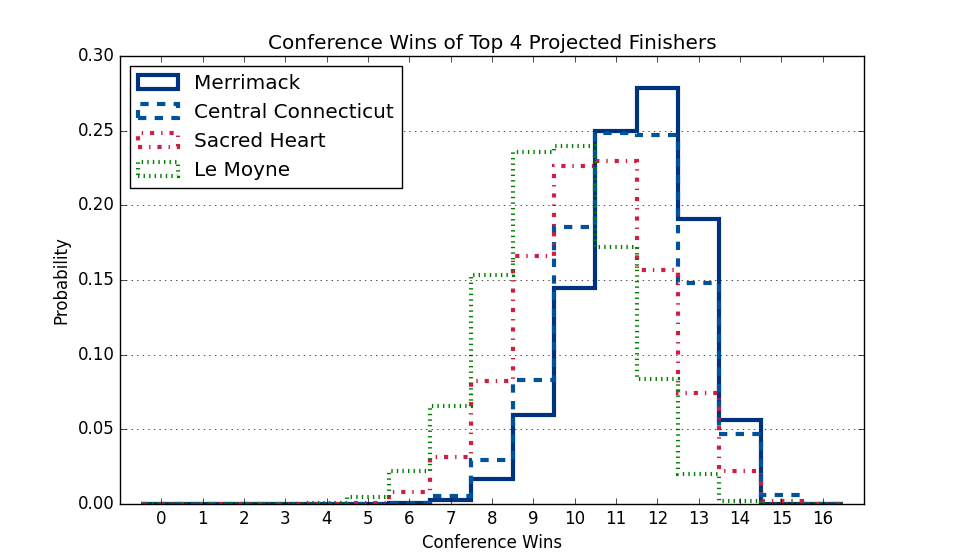 Conference Wins of Top 4 Projected Finishers
0.30
0.25
0.20
0.15
0.10
0.05
0.00
Probability
Merrimack
Central Connecticut
Sacred Heart
Le Moyne
0 1 2 3 4 5 6 7 8 9 10 11 12 13 14 15 16
Conference Wins